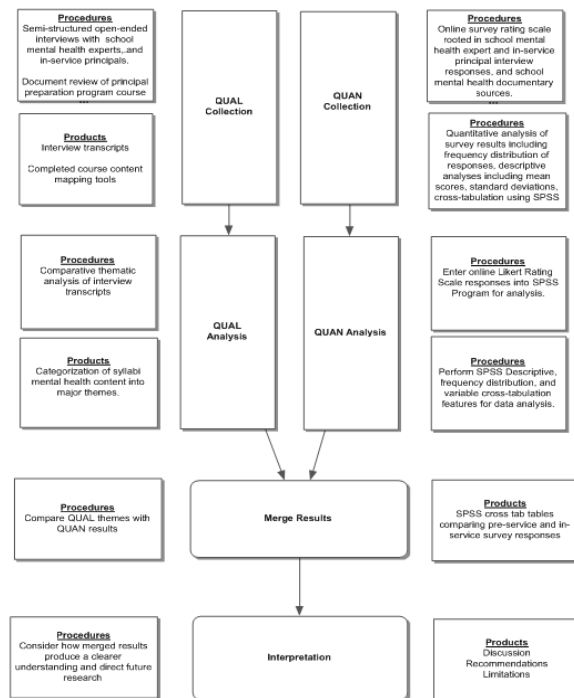 Procedures
Semi-structured open-ended
interviews with school
mental health experts, and
in-service principals.
Document review of principal
preparation program course
...
Products
Interview transcripts
Completed course content
mapping tools
QUAL
Collection
QUAN
Collection
Procedures
Online survey rating scale
rooted in school mental
health expert and in-service
principal interview
responses, and school
mental health documentary
sources.
...
Procedures
Quantitative analysis of
survey results including
frequency distribution of
responses, descriptive
analyses including mean
scores, standard deviations,
cross-tabulation using SPSS
Procedures
Comparative thematic
analysis of interview
transcripts
Products
Categorization of syllabi
mental health content into
major themes.
QUAL
Analysis
QUAN Analysis
Procedures
Enter online Likert Rating
Scale responses into SPSS
Program for analysis.
Procedures
Perform SPSS Descriptive,
frequency distribution, and
variable cross-tabulation
features for data analysis.
Procedures
Compare QUAL themes with
QUAN results
Merge Results
Products
SPSS cross tab tables
comparing pre-service and in-
service survey responses
Procedures
Consider how merged results
produce a clearer
understanding and direct future
research
Interpretation
Products
Discussion
Recommendations
Limitations